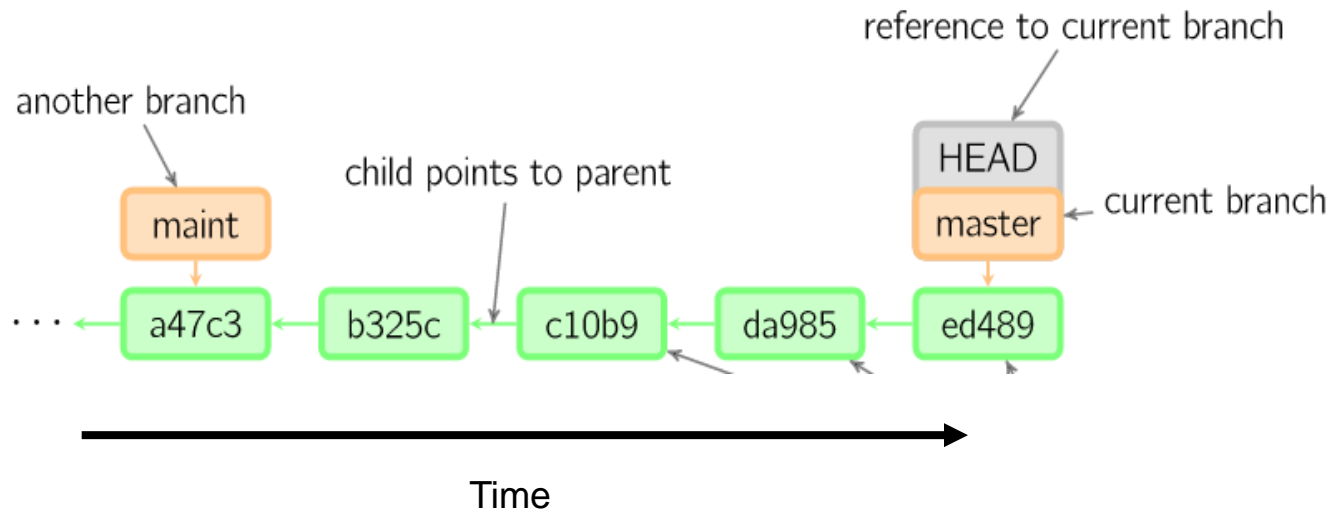 reference to current branch
another branch
HEAD
child points to parent
maint
master
current branch
· · ·
a47c3
b325c
c10b9
da985
ed489
Time